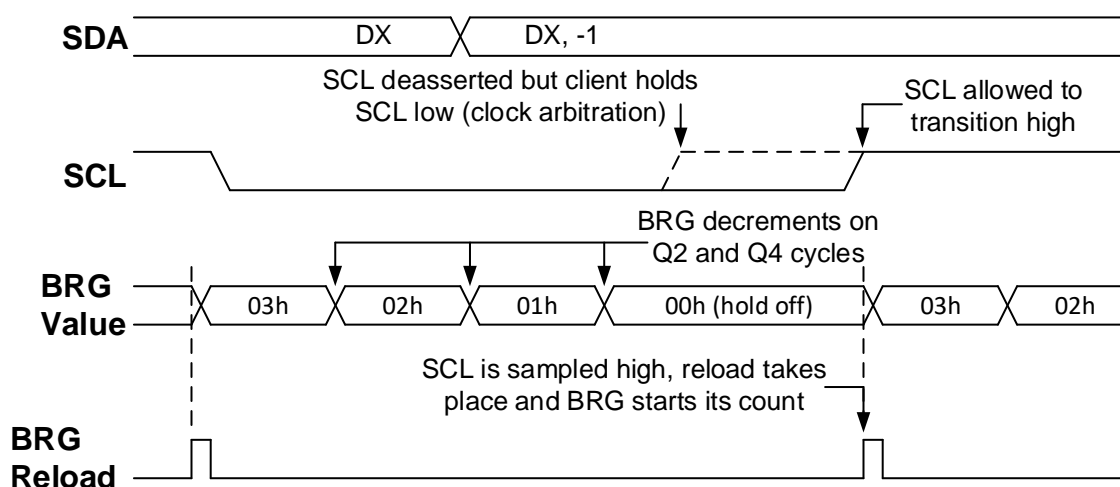 SDA
DX
DX, -1
SCL deasserted but client holds
SCL low (clock arbitration)
SCL allowed to
transition high
SCL
BRG decrements on
Q2 and Q4 cycles
BRG
Value
03h
02h
01h
00h (hold off)
03h
02h
SCL is sampled high, reload takes
place and BRG starts its count
BRG
Reload